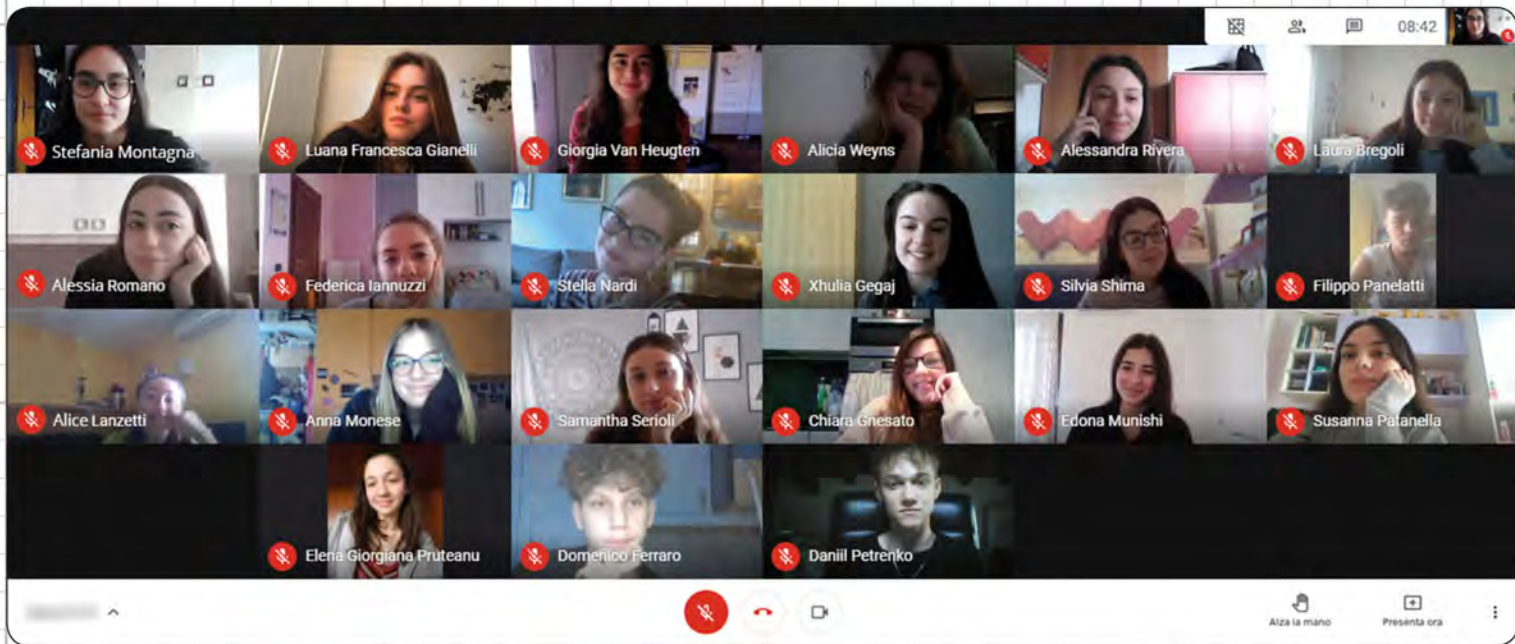 08:42
Stefania Montagna
Luana Francesca Gianelli
Giorgia Van Heugten
Alicia Weyns
Alessandra Rivera
Laura Bregoli
Alessia Romano
Federica Iannuzzi
Stella Nardi
Xhulia Gegaj
Silvia Shima
Filippo Panelatti
Alice Lanzetti
Anna Monese
Samantha Serioli
Chiara Gnesato
Edona Munishi
Susanna Patanella
Elena Giorgiana Pruteanu
Domenico Ferraro
Daniil Petrenko
Alza la mano
Presenta ora